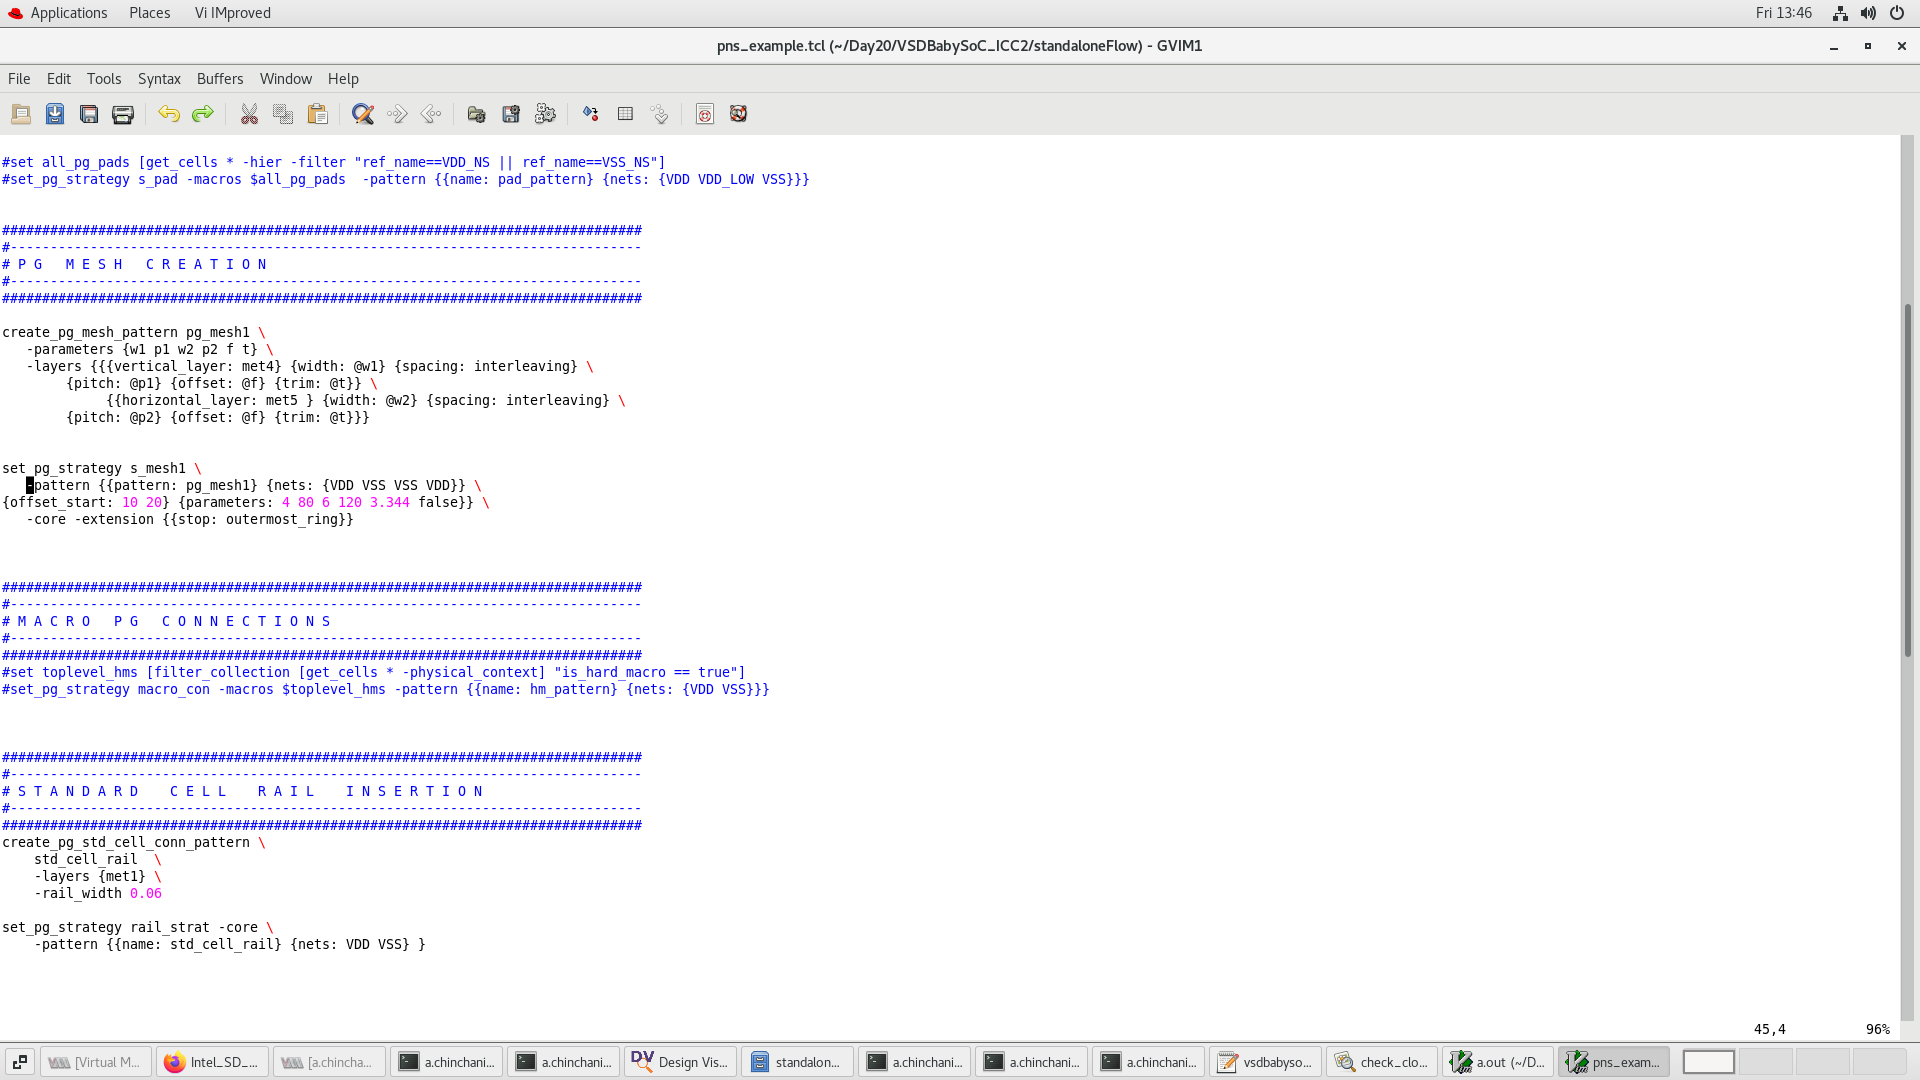 Applications Places Vi IMproved Fri 13:46
pns_example.tcl (~/Day20/VSDBabySoC_ICC2/standaloneFlow) - GVIM1
File Edit Tools Syntax Buffers Window Help
#set all_pg_pads [get_cells * -hier -filter "ref_name==VDD_NS || ref_name==VSS_NS"]
#set_pg_strategy s_pad -macros $all_pg_pads  -pattern {{name: pad_pattern} {nets: {VDD VDD_LOW VSS}}}
################################################################################
#-------------------------------------------------------------------------------
# P G   M E S H   C R E A T I O N
#-------------------------------------------------------------------------------
################################################################################
create_pg_mesh_pattern pg_mesh1 \
   -parameters {w1 p1 w2 p2 f t} \
   -layers {{{vertical_layer: met4} {width: @w1} {spacing: interleaving} \
        {pitch: @p1} {offset: @f} {trim: @t}} \
             {{horizontal_layer: met5 } {width: @w2} {spacing: interleaving} \
        {pitch: @p2} {offset: @f} {trim: @t}}}
set_pg_strategy s_mesh1 \
   -pattern {{pattern: pg_mesh1} {nets: {VDD VSS VSS VDD}} \
{offset_start: 10 20} {parameters: 4 80 6 120 3.344 false}} \
   -core -extension {{stop: outermost_ring}}
################################################################################
#-------------------------------------------------------------------------------
# M A C R O   P G   C O N N E C T I O N S
#-------------------------------------------------------------------------------
################################################################################
#set toplevel_hms [filter_collection [get_cells * -physical_context] "is_hard_macro == true"]
#set_pg_strategy macro_con -macros $toplevel_hms -pattern {{name: hm_pattern} {nets: {VDD VSS}}}
################################################################################
#-------------------------------------------------------------------------------
# S T A N D A R D    C E L L    R A I L    I N S E R T I O N
#-------------------------------------------------------------------------------
################################################################################
create_pg_std_cell_conn_pattern \
    std_cell_rail  \
    -layers {met1} \
    -rail_width 0.06
set_pg_strategy rail_strat -core \
    -pattern {{name: std_cell_rail} {nets: VDD VSS} }
45,4 96%
[Virtual M... Intel_SD_... [a.chincha... a.chinchani... a.chinchani... Design Vis... standalon... a.chinchani... a.chinchani... a.chinchani... vsdbabyso... check_clo... a.out (~/D... pns_exam...